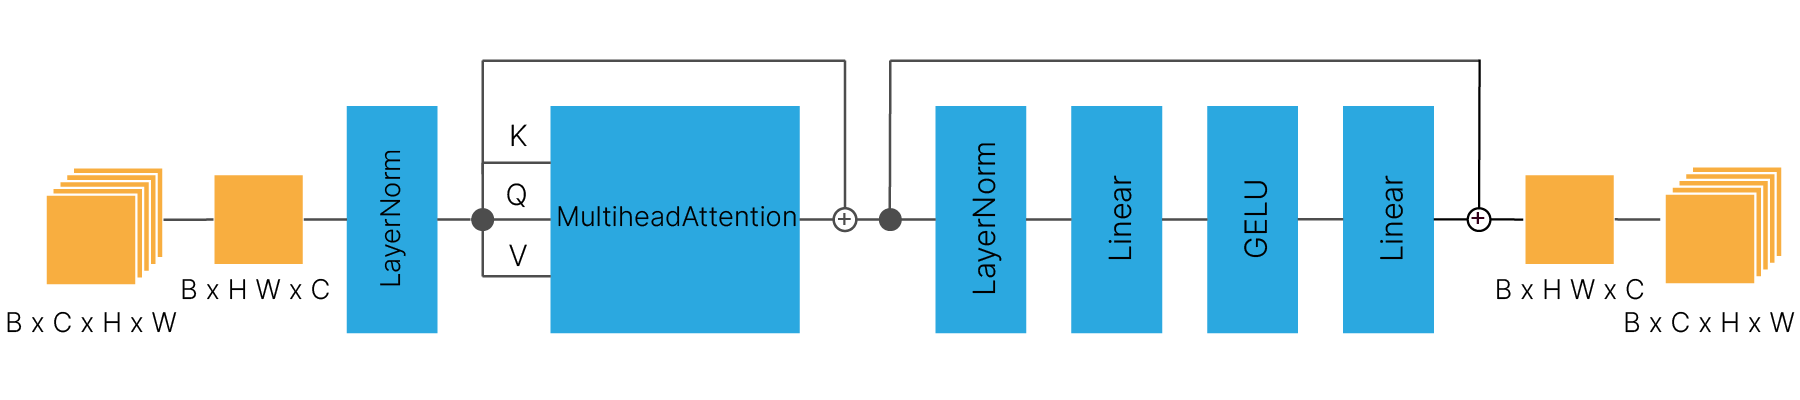 B x C x H x W
B x H W x C
LayerNorm
K
Q
V
MultiheadAttention
+
LayerNorm
Linear
GELU
Linear
+
B x H W x C
B x C x H x W